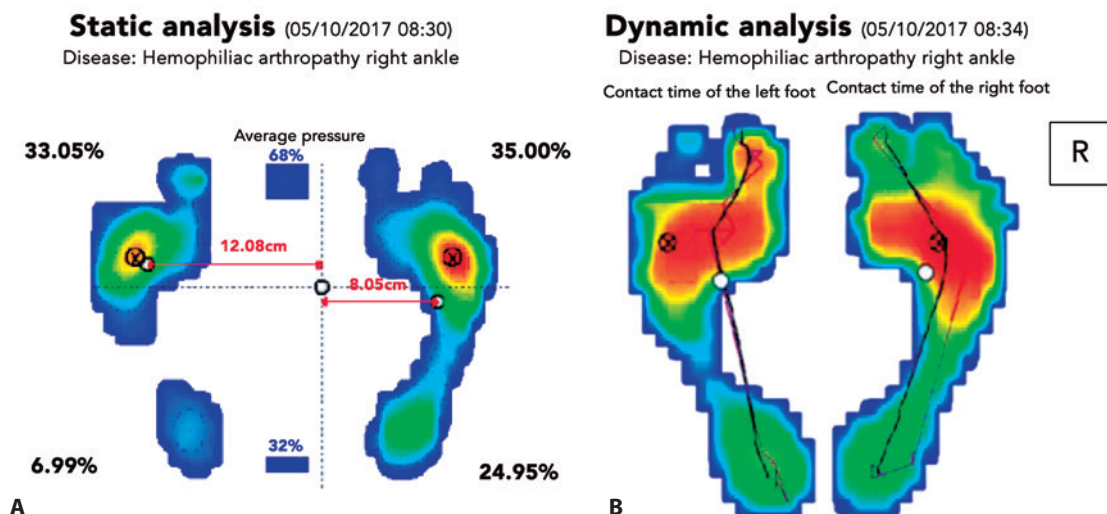 Static analysis (05/10/2017 08:30)
Disease: Hemophiliac arthropathy right ankle
Average pressure
33.05%
68%
35.00%
12.08cm
8.05cm
6.99%
32%
24.95%
A
Dynamic analysis (05/10/2017 08:34)
Disease: Hemophiliac arthropathy right ankle
Contact time of the left foot
Contact time of the right foot
R
B